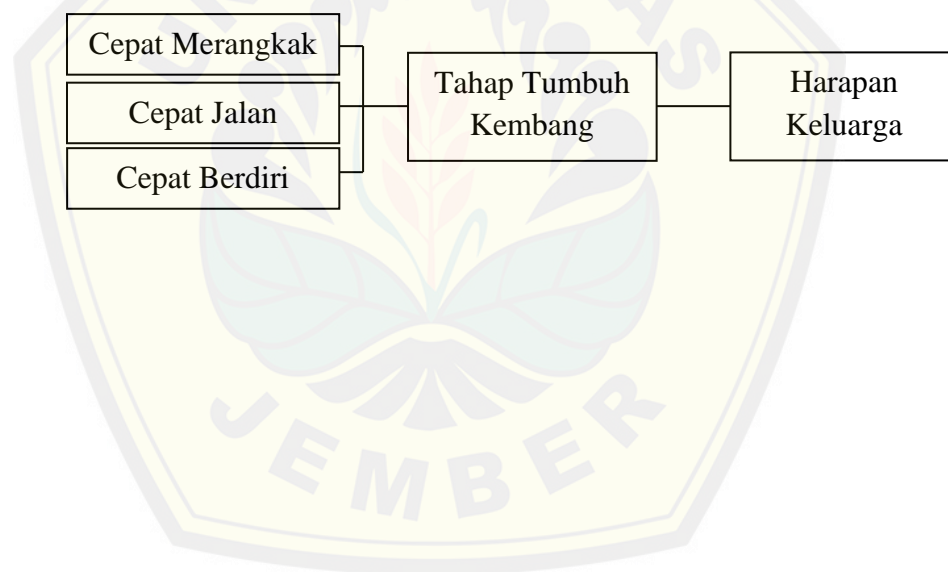 Cepat Merangkak
Cepat Jalan
Cepat Berdiri
Tahap Tumbuh
Kembang
Harapan
Keluarga
JEMBER